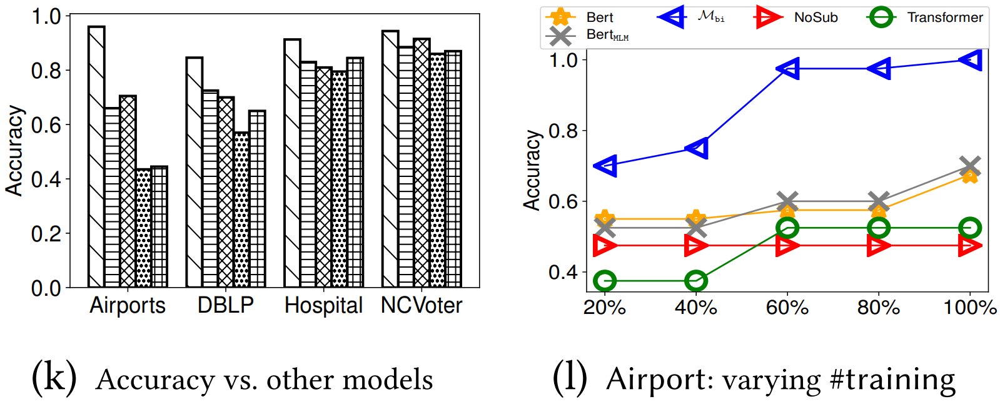 1.0
0.8
0.6
0.4
0.2
0.0
Accuracy
Airports DBLP Hospital NCVoter
(k) Accuracy vs. other models
Bert ℳbi NoSub Transformer
BertMLM
1.0
0.8
0.6
0.4
Accuracy
20% 40% 60% 80% 100%
(l) Airport: varying #training